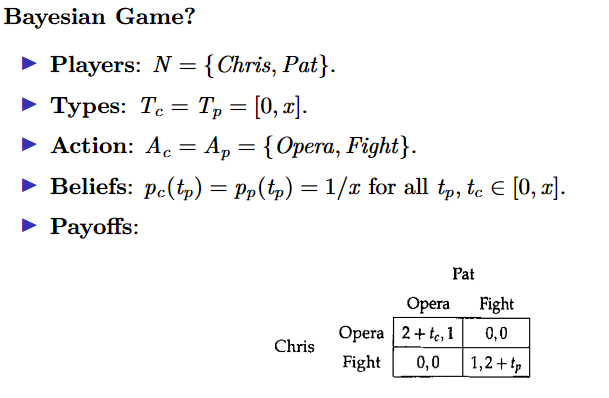 Bayesian Game?
▶ Players: N = {Chris, Pat}.
▶ Types: T_c = T_p = [0, x].
▶ Action: A_c = A_p = {Opera, Fight}.
▶ Beliefs: p_c(t_p) = p_p(t_p) = 1/x for all t_p, t_c ∈ [0, x].
▶ Payoffs:
Pat
Opera Fight
Opera 2 + t_c, 1 0,0
Chris
Fight 0,0 1,2 + t_p